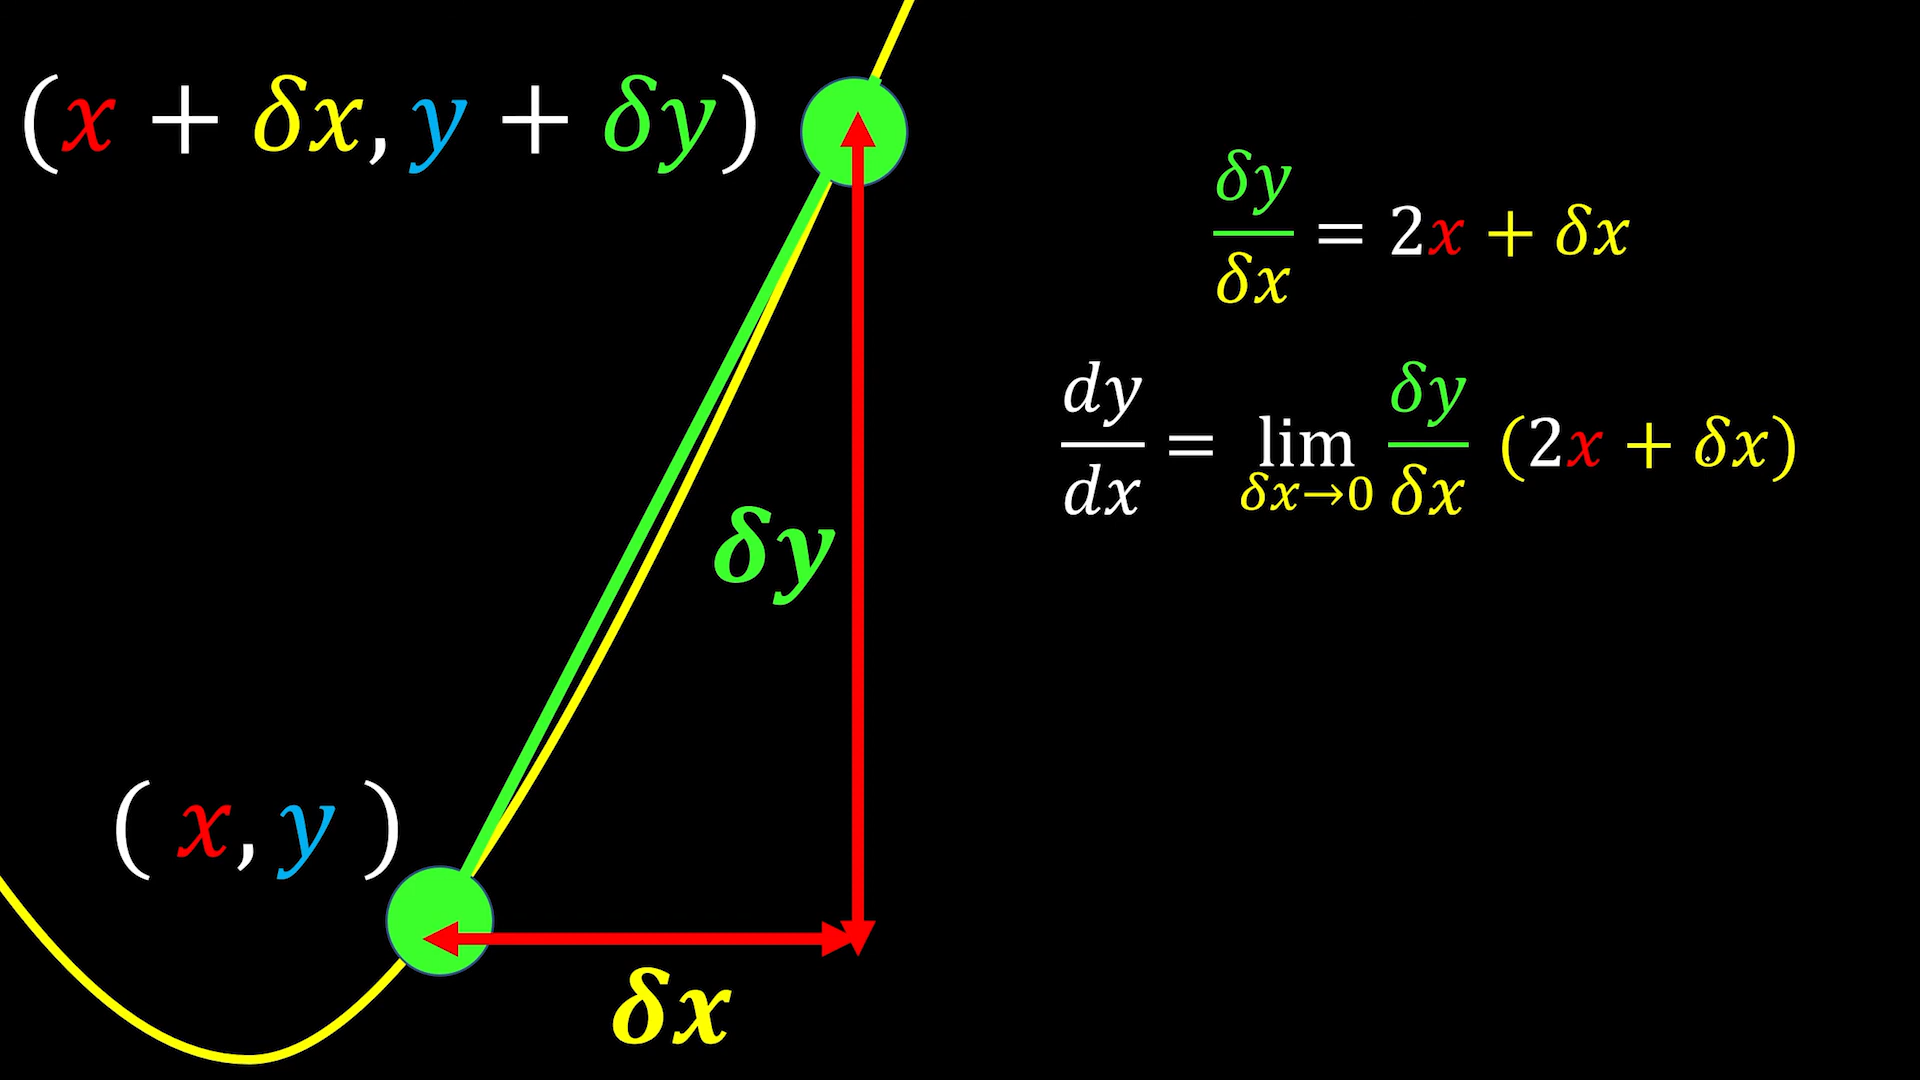 (x + δx, y + δy)
δy/δx = 2x + δx
dy/dx = lim δx→0 δy/δx (2x + δx)
δy
(x, y)
δx